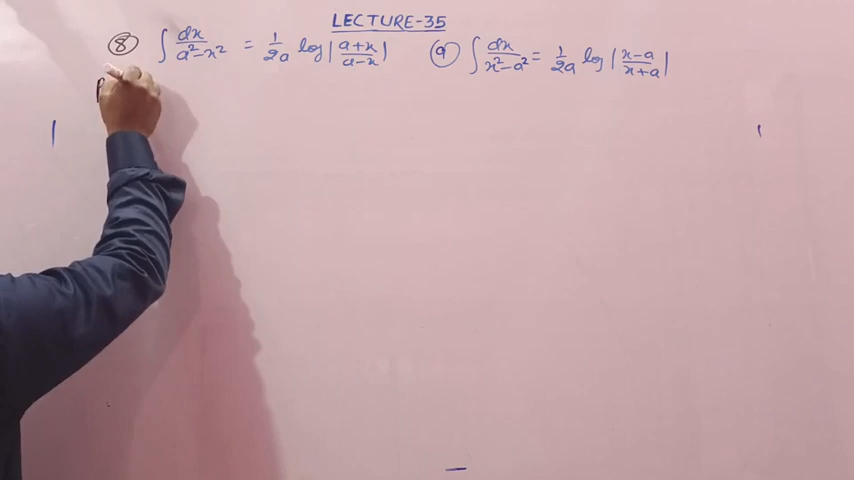 LECTURE-35
⑧ ∫ dx/(a²-x²) = 1/2a log|(a+x)/(a-x)| ⑨ ∫ dx/(x²-a²) = 1/2a log|(x-a)/(x+a)|